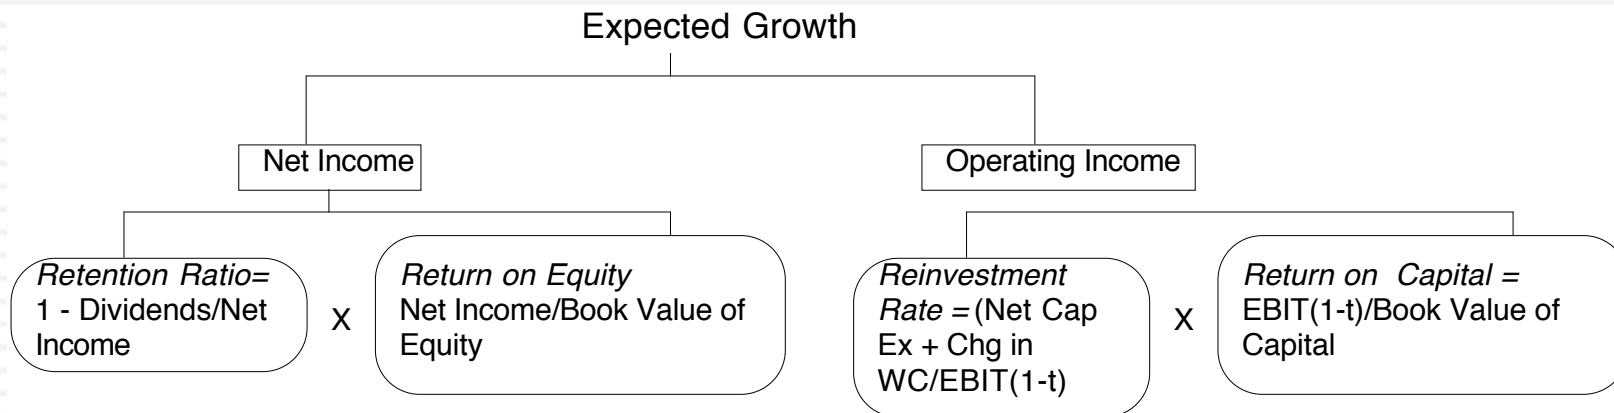 Expected Growth
Net Income
Operating Income
Retention Ratio=
1 - Dividends/Net
Income
X
Return on Equity
Net Income/Book Value of
Equity
Reinvestment
Rate = (Net Cap
Ex + Chg in
WC/EBIT(1-t)
X
Return on Capital =
EBIT(1-t)/Book Value of
Capital